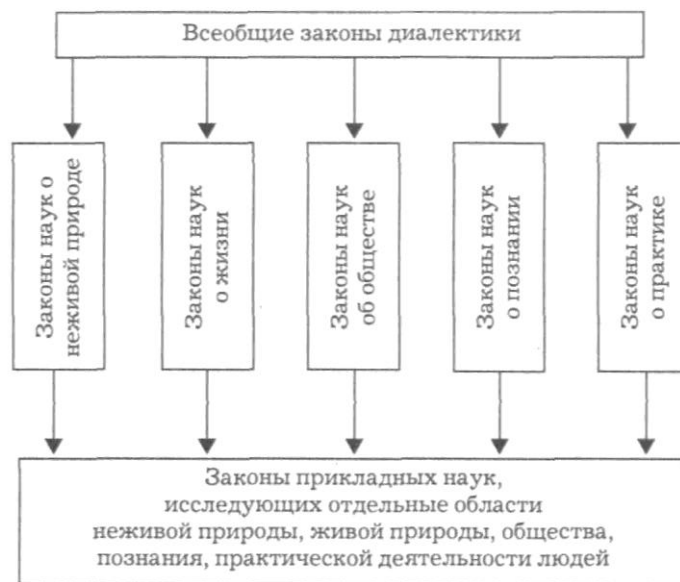 Всеобщие законы диалектики
Законы наук о
неживой природе
Законы наук
о жизни
Законы наук
об обществе
Законы наук
о познании
Законы наук
о практике
Законы прикладных наук,
исследующих отдельные области
неживой природы, живой природы, общества,
познания, практической деятельности людей